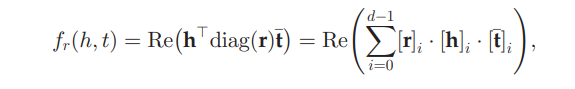 f_r(h, t) = Re(h^⊤ diag(r) t̄) = Re( ∑_{i=0}^{d−1} [r]_i · [h]_i · [t̄]_i ),